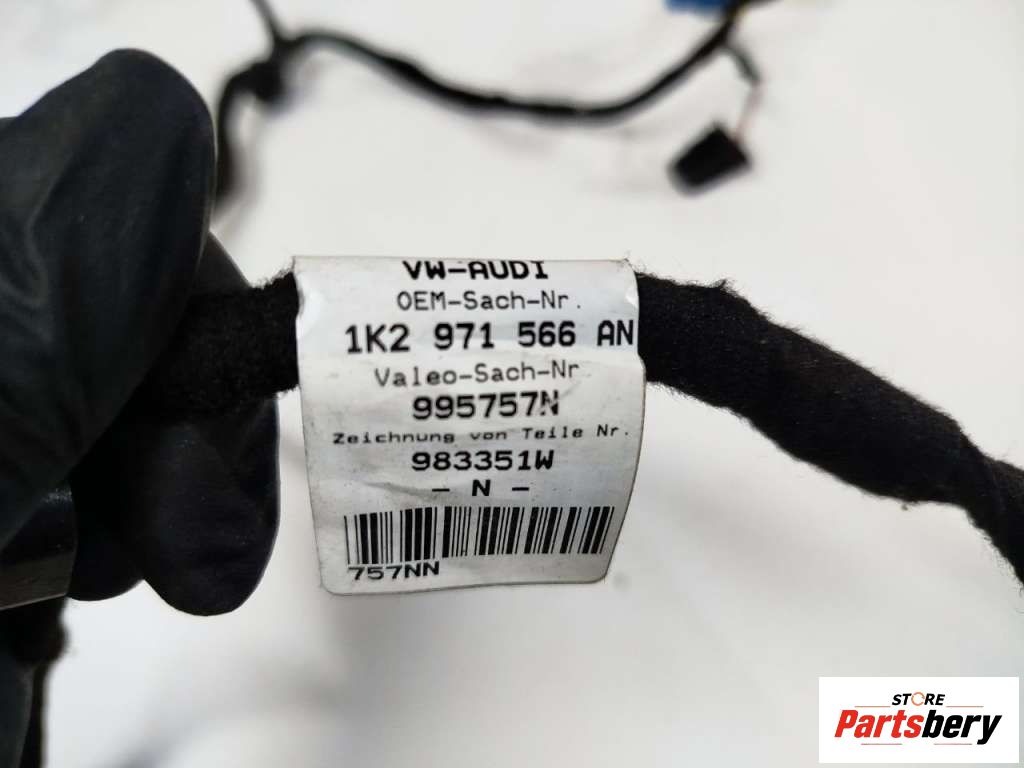 VW-AUDI
OEM-Sach-Nr.
1K2 971 566 AN
Valeo-Sach-Nr.
995757N
Zeichnung von Teile Nr.
983351W
- N -
757NN
STORE
Partsbery